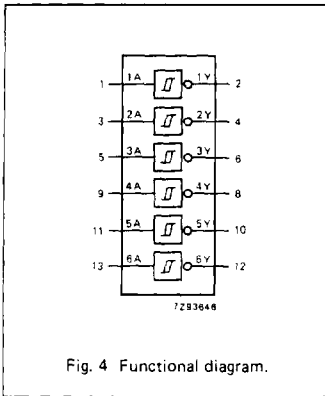 1 1A 1Y 2
3 2A 2Y 4
5 3A 3Y 6
9 4A 4Y 8
11 5A 5Y 10
13 6A 6Y 12
7Z93646
Fig. 4 Functional diagram.